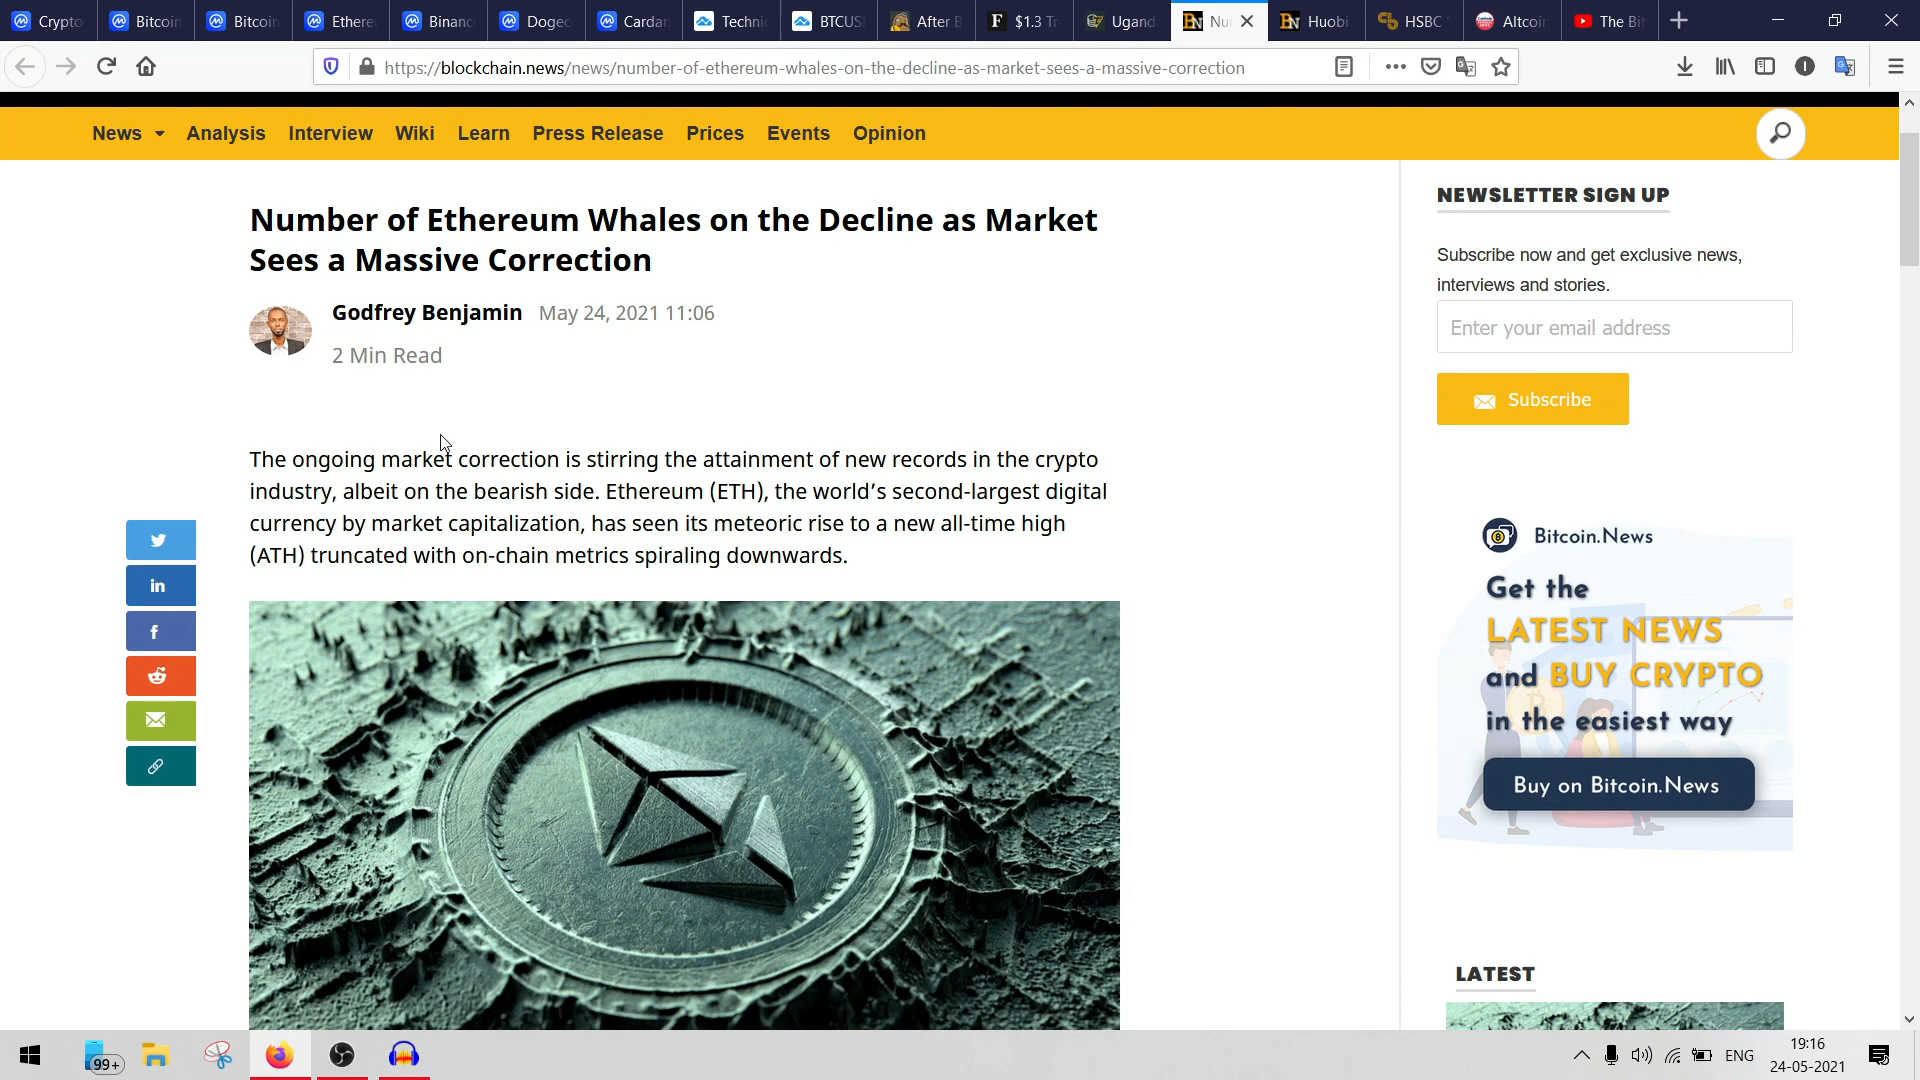 Crypto
Bitcoin
Bitcoin
Ethere
Binanc
Dogec
Cardan
Techni
BTCUS
After B
$1.3 Tr
Ugand
Nu
Huobi
HSBC
Altcoin
The Bit
https://blockchain.news/news/number-of-ethereum-whales-on-the-decline-as-market-sees-a-massive-correction
News Analysis Interview Wiki Learn Press Release Prices Events Opinion
Number of Ethereum Whales on the Decline as Market
Sees a Massive Correction
Godfrey Benjamin May 24, 2021 11:06
2 Min Read
The ongoing market correction is stirring the attainment of new records in the crypto
industry, albeit on the bearish side. Ethereum (ETH), the world’s second-largest digital
currency by market capitalization, has seen its meteoric rise to a new all-time high
(ATH) truncated with on-chain metrics spiraling downwards.
NEWSLETTER SIGN UP
Subscribe now and get exclusive news,
interviews and stories.
Enter your email address
Subscribe
Bitcoin.News
Get the
LATEST NEWS
and BUY CRYPTO
in the easiest way
Buy on Bitcoin.News
LATEST
99+
ENG
19:16
24-05-2021